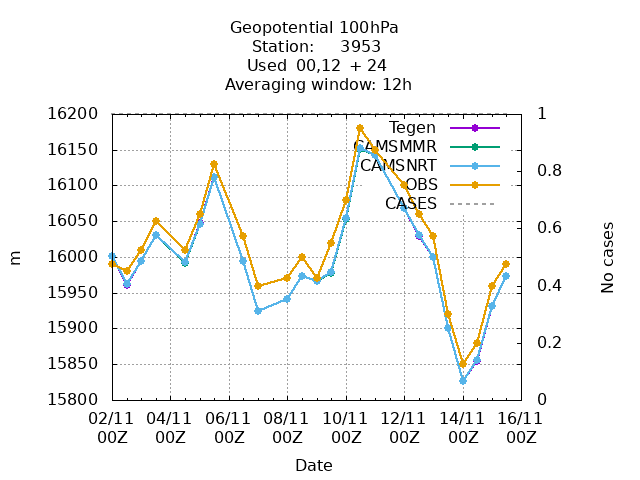 Geopotential 100hPa
Station: 3953
Used 00,12 + 24
Averaging window: 12h
16200
16150
16100
16050
16000
15950
15900
15850
15800
m
1
0.8
0.6
0.4
0.2
0
No cases
Tegen
CAMSMMR
CAMSNRT
OBS
CASES
02/11 04/11 06/11 08/11 10/11 12/11 14/11 16/11
00Z 00Z 00Z 00Z 00Z 00Z 00Z 00Z
Date